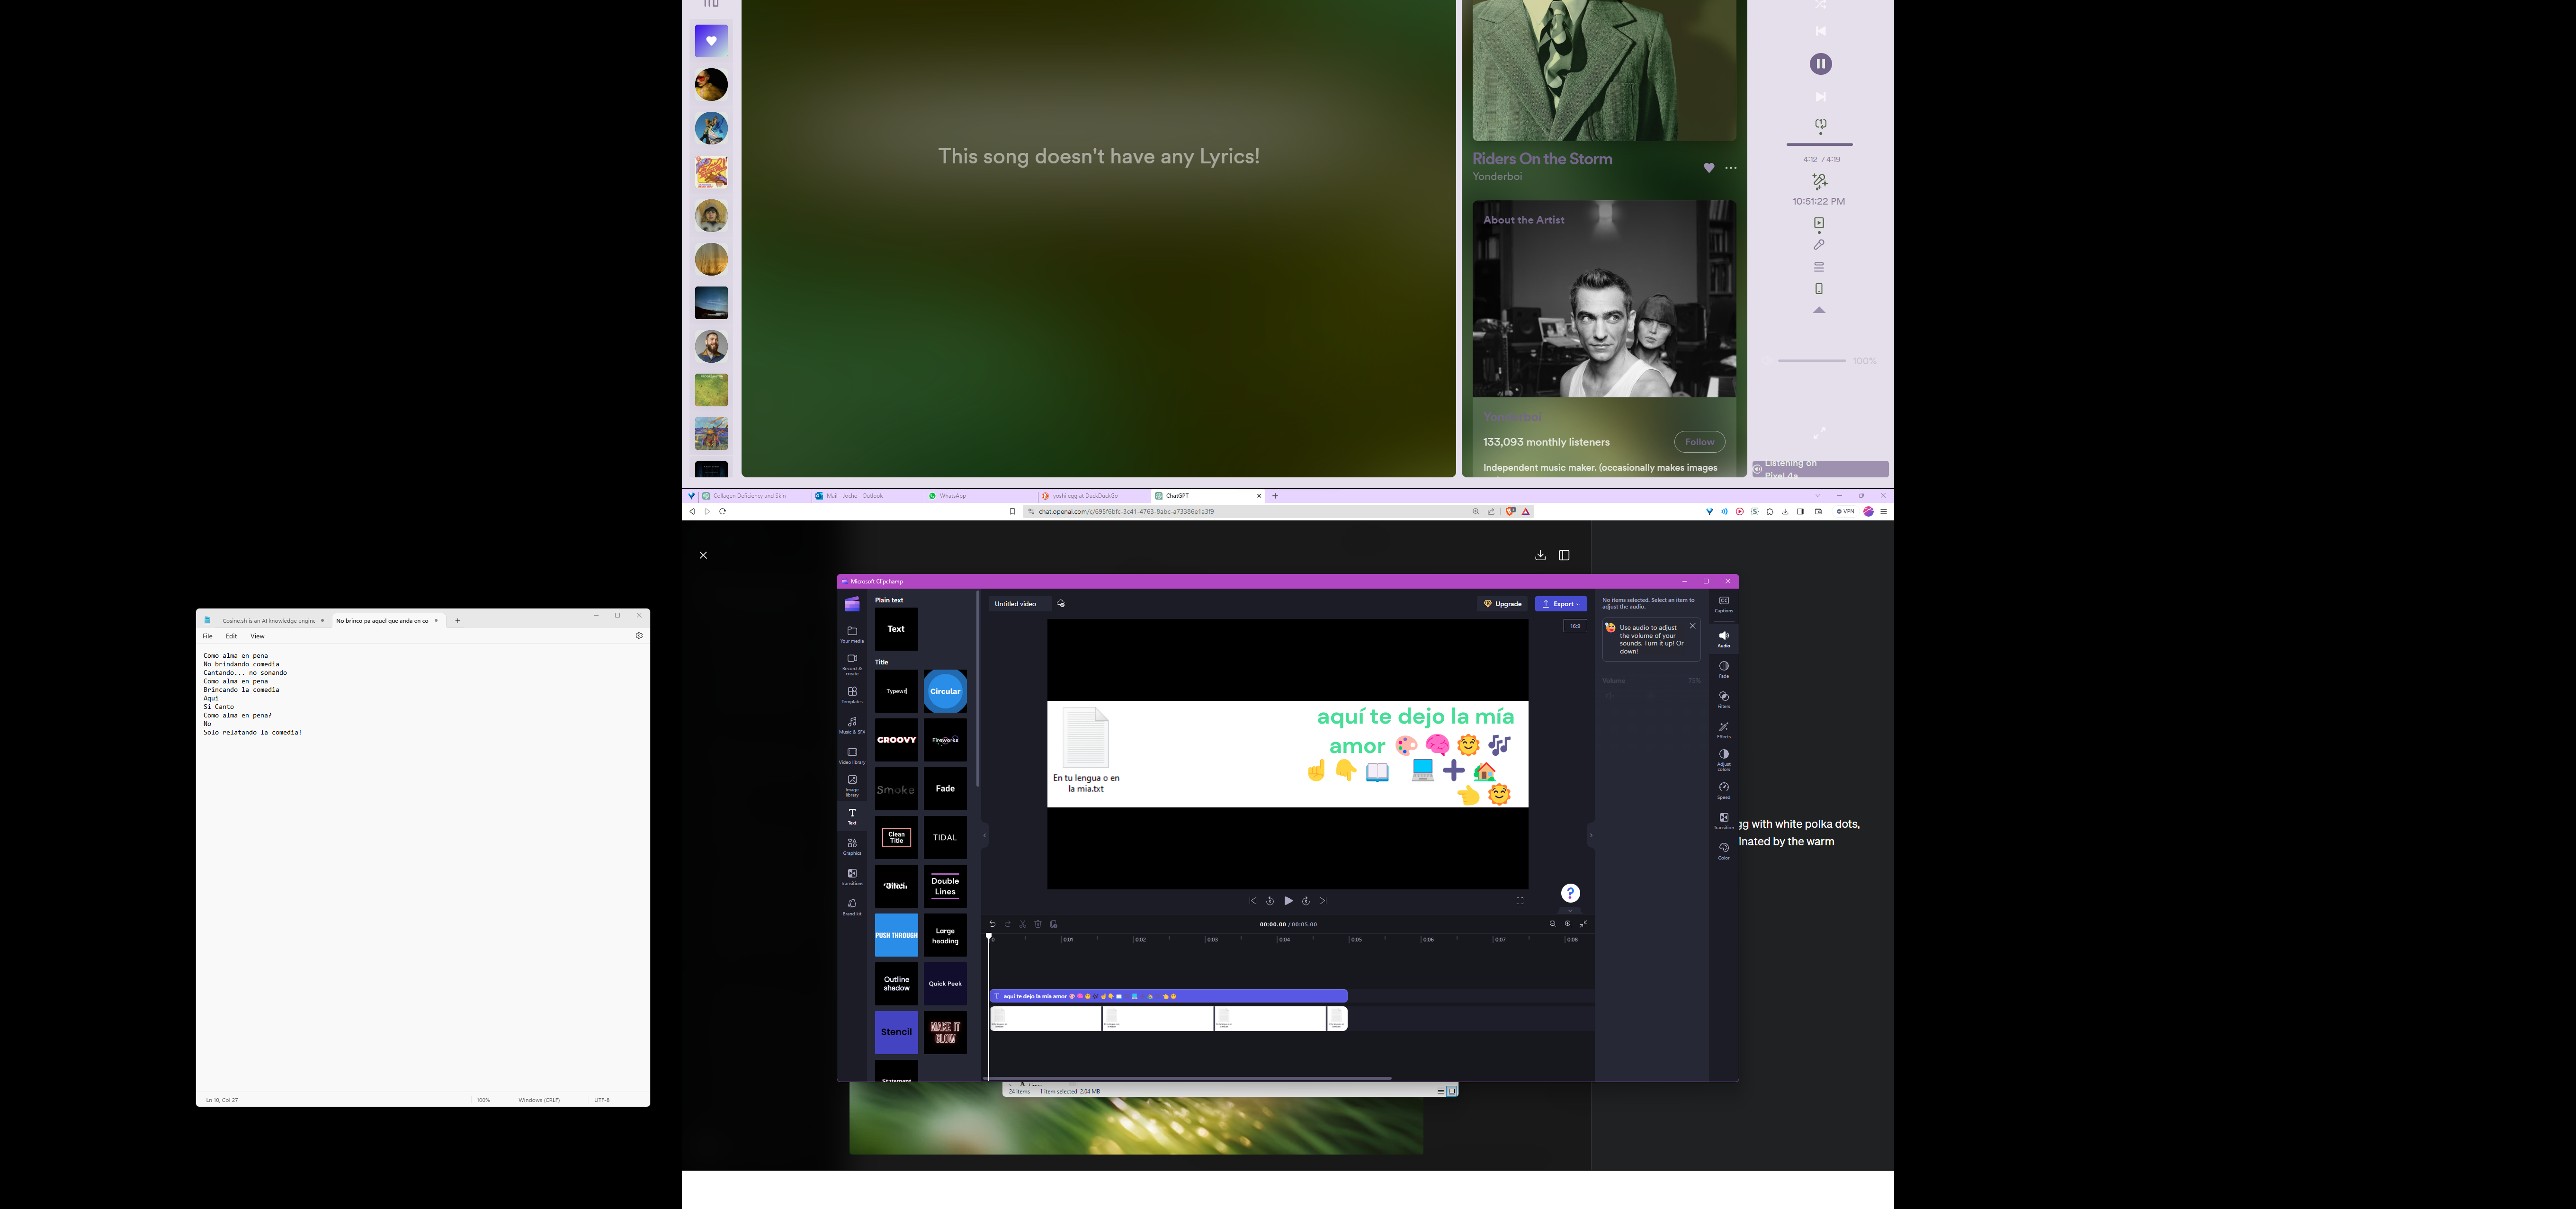 This song doesn't have any Lyrics!
Riders On the Storm
Yonderboi
About the Artist
Yonderboi
133,093 monthly listeners
Follow
Independent music maker. (occasionally makes images
4:12 / 4:19
10:51:22 PM
100%
Listening on
Pixel 4a
Collagen Deficiency and Skin
Mail - Joche - Outlook
WhatsApp
yoshi egg at DuckDuckGo
ChatGPT
chat.openai.com/c/695f6bfc-3c41-4763-8abc-a73386e1a3f9
VPN
Cosine.sh is an AI knowledge engine
No brinco pa aquel que anda en co
File
Edit
View
Como alma en pena
No brindando comedia
Cantando... no sonando
Como alma en pena
Brincando la comedia
Aqui
Si Canto
Como alma en pena?
No
Solo relatando la comedia!
Ln 10, Col 27
100%
Windows (CRLF)
UTF-8
Microsoft Clipchamp
Your media
Record &
create
Templates
Music & SFX
Video library
Image
library
Text
Graphics
Transitions
Brand kit
Plain text
Text
Title
Typewri
Circular
GROOVY
Fireworks
Smoke
Fade
Clean
Title
TIDAL
Glitch
Double
Lines
PUSH THROUGH
Large
heading
Outline
shadow
Quick Peek
Stencil
MAKE IT
GLOW
Statement
Untitled video
Upgrade
Export
16:9
En tu lengua o en
la mia.txt
aquí te dejo la mía
amor 🎨 🧠 🌞 🎶
☝ 👇 📖 💻 ➕ 🏠
👈 🌞
00:00.00 / 00:05.00
0
0:01
0:02
0:03
0:04
0:05
0:06
0:07
0:08
aquí te dejo la mía amor 🎨 🧠 🌞 🎶 ☝ 👇 📖 💻 ➕ 🏠 👈 🌞
No items selected. Select an item to
adjust the audio.
Use audio to adjust
the volume of your
sounds. Turn it up! Or
down!
Volume
75%
Captions
Audio
Fade
Filters
Effects
Adjust
colors
Speed
Transition
Color
24 items
1 item selected 2.04 MB
gg with white polka dots,
inated by the warm